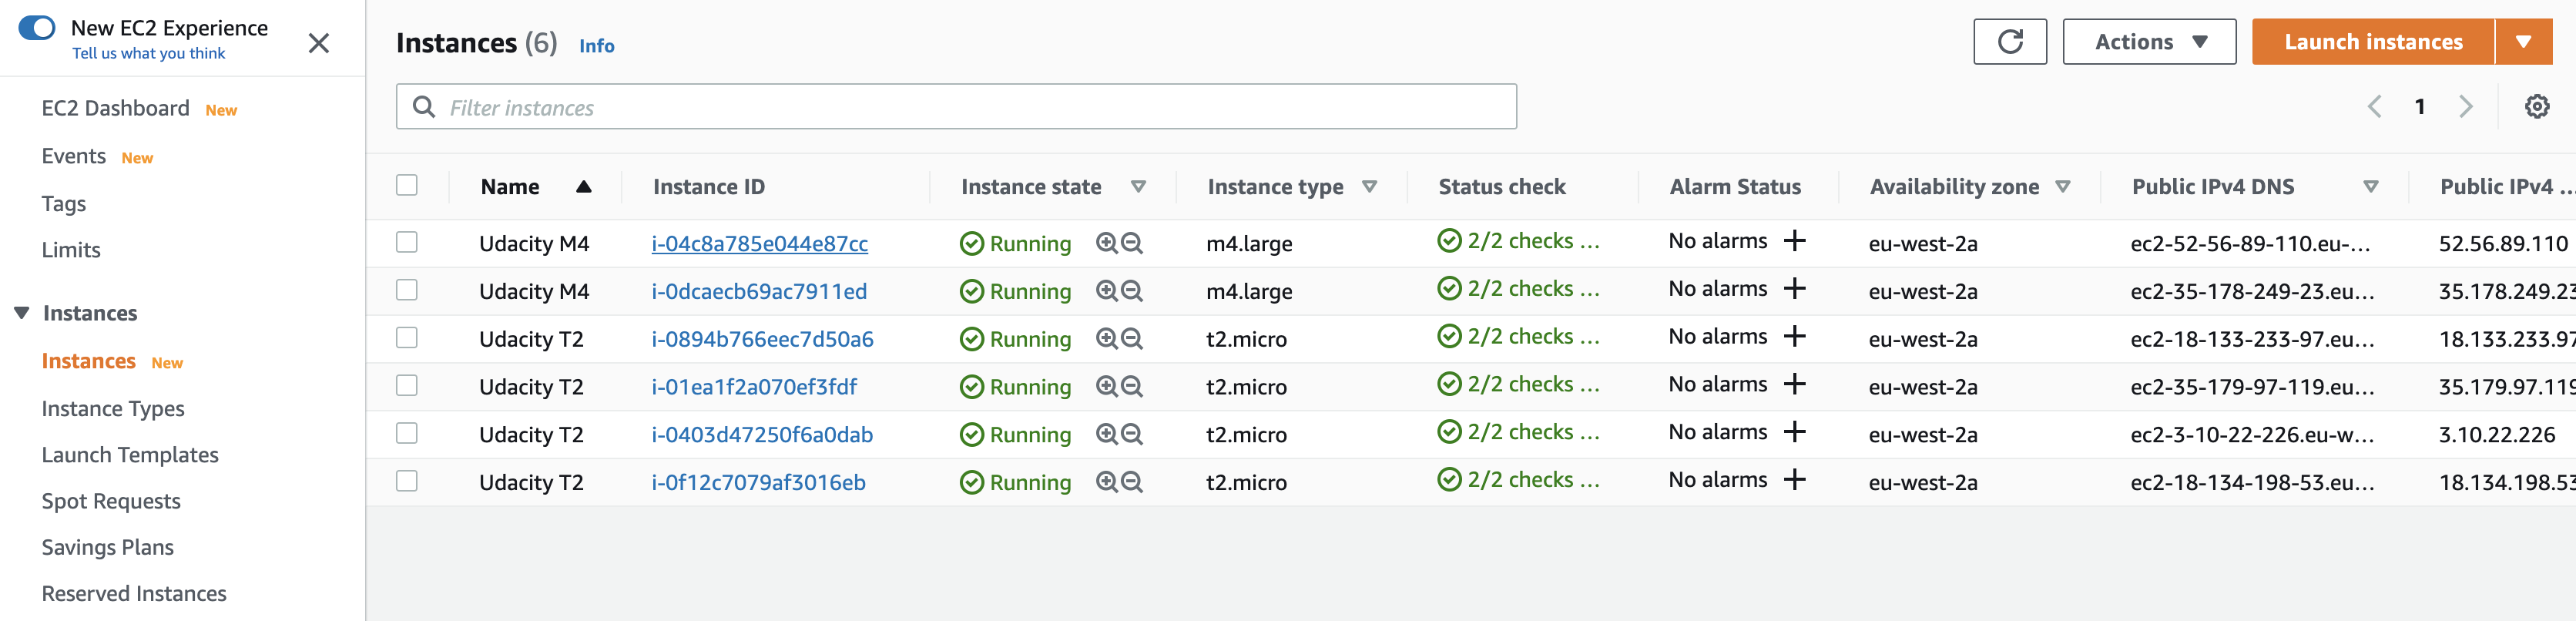 New EC2 Experience
Tell us what you think
EC2 Dashboard New
Events New
Tags
Limits
Instances
Instances New
Instance Types
Launch Templates
Spot Requests
Savings Plans
Reserved Instances
Instances (6) Info
Actions
Launch instances
Filter instances
1
Name Instance ID Instance state Instance type Status check Alarm Status Availability zone Public IPv4 DNS Public IPv4 ...
Udacity M4 i-04c8a785e044e87cc Running m4.large 2/2 checks ... No alarms + eu-west-2a ec2-52-56-89-110.eu-... 52.56.89.110
Udacity M4 i-0dcaecb69ac7911ed Running m4.large 2/2 checks ... No alarms + eu-west-2a ec2-35-178-249-23.eu... 35.178.249.23
Udacity T2 i-0894b766eec7d50a6 Running t2.micro 2/2 checks ... No alarms + eu-west-2a ec2-18-133-233-97.eu... 18.133.233.97
Udacity T2 i-01ea1f2a070ef3fdf Running t2.micro 2/2 checks ... No alarms + eu-west-2a ec2-35-179-97-119.eu... 35.179.97.119
Udacity T2 i-0403d47250f6a0dab Running t2.micro 2/2 checks ... No alarms + eu-west-2a ec2-3-10-22-226.eu-w... 3.10.22.226
Udacity T2 i-0f12c7079af3016eb Running t2.micro 2/2 checks ... No alarms + eu-west-2a ec2-18-134-198-53.eu... 18.134.198.53